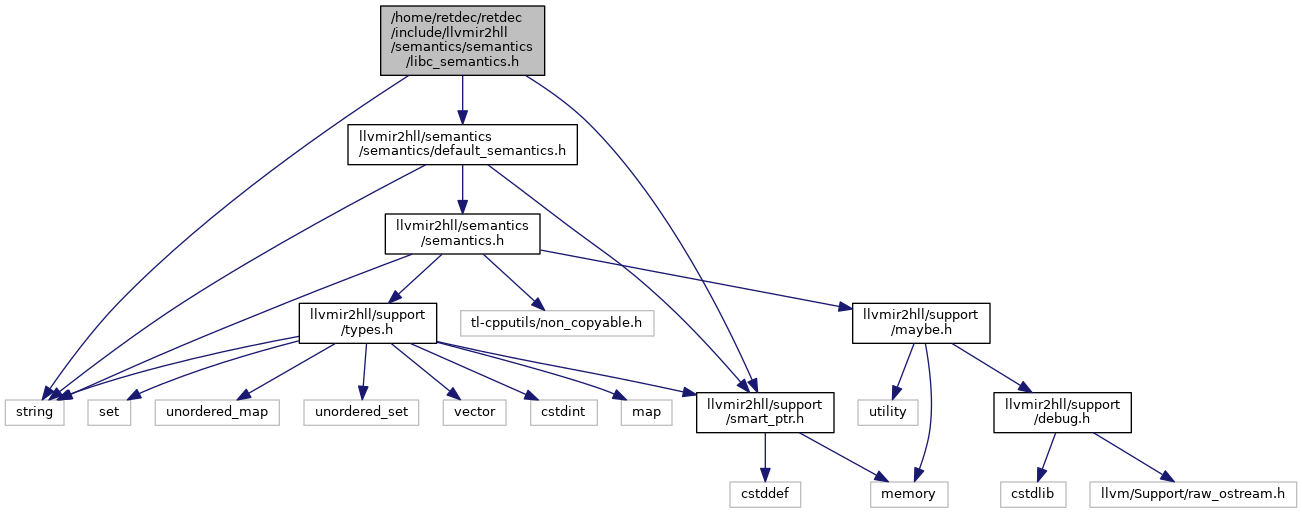 /home/retdec/retdec
/include/llvmir2hll
/semantics/semantics
/libc_semantics.h
llvmir2hll/semantics
/semantics/default_semantics.h
llvmir2hll/semantics
/semantics.h
llvmir2hll/support
/types.h
tl-cpputils/non_copyable.h
llvmir2hll/support
/maybe.h
string
set
unordered_map
unordered_set
vector
cstdint
map
llvmir2hll/support
/smart_ptr.h
utility
llvmir2hll/support
/debug.h
cstddef
memory
cstdlib
llvm/Support/raw_ostream.h